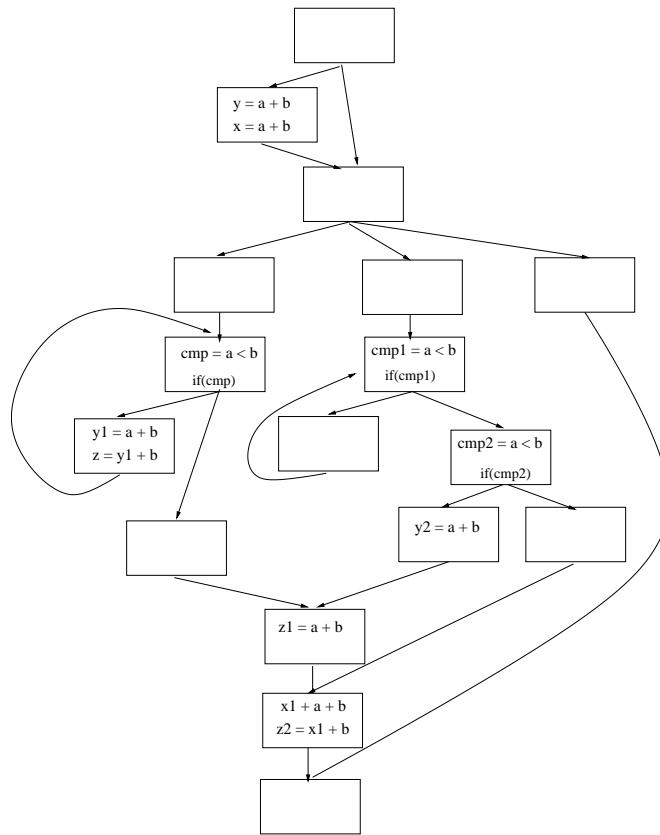 y = a + b
x = a + b
cmp = a < b
if(cmp)
cmp1 = a < b
if(cmp1)
y1 = a + b
z = y1 + b
cmp2 = a < b
if(cmp2)
y2 = a + b
z1 = a + b
x1 + a + b
z2 = x1 + b